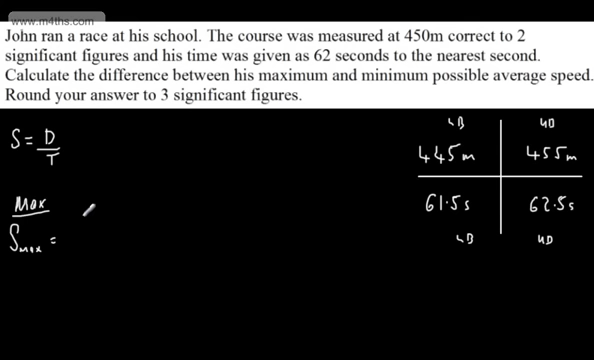 www.m4ths.com
John ran a race at his school. The course was measured at 450m correct to 2
significant figures and his time was given as 62 seconds to the nearest second.
Calculate the difference between his maximum and minimum possible average speed.
Round your answer to 3 significant figures.
LB UB
S = D
T
445m 455m
Max
61.5s 62.5s
Smax =
LB UB